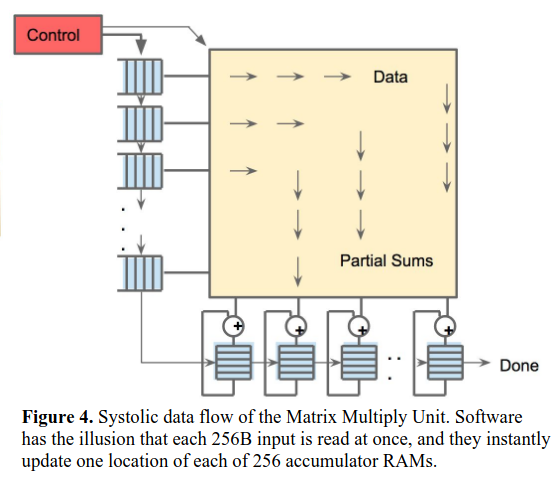 Control
Data
Partial Sums
+
+
+
+
Done
Figure 4. Systolic data flow of the Matrix Multiply Unit. Software
has the illusion that each 256B input is read at once, and they instantly
update one location of each of 256 accumulator RAMs.